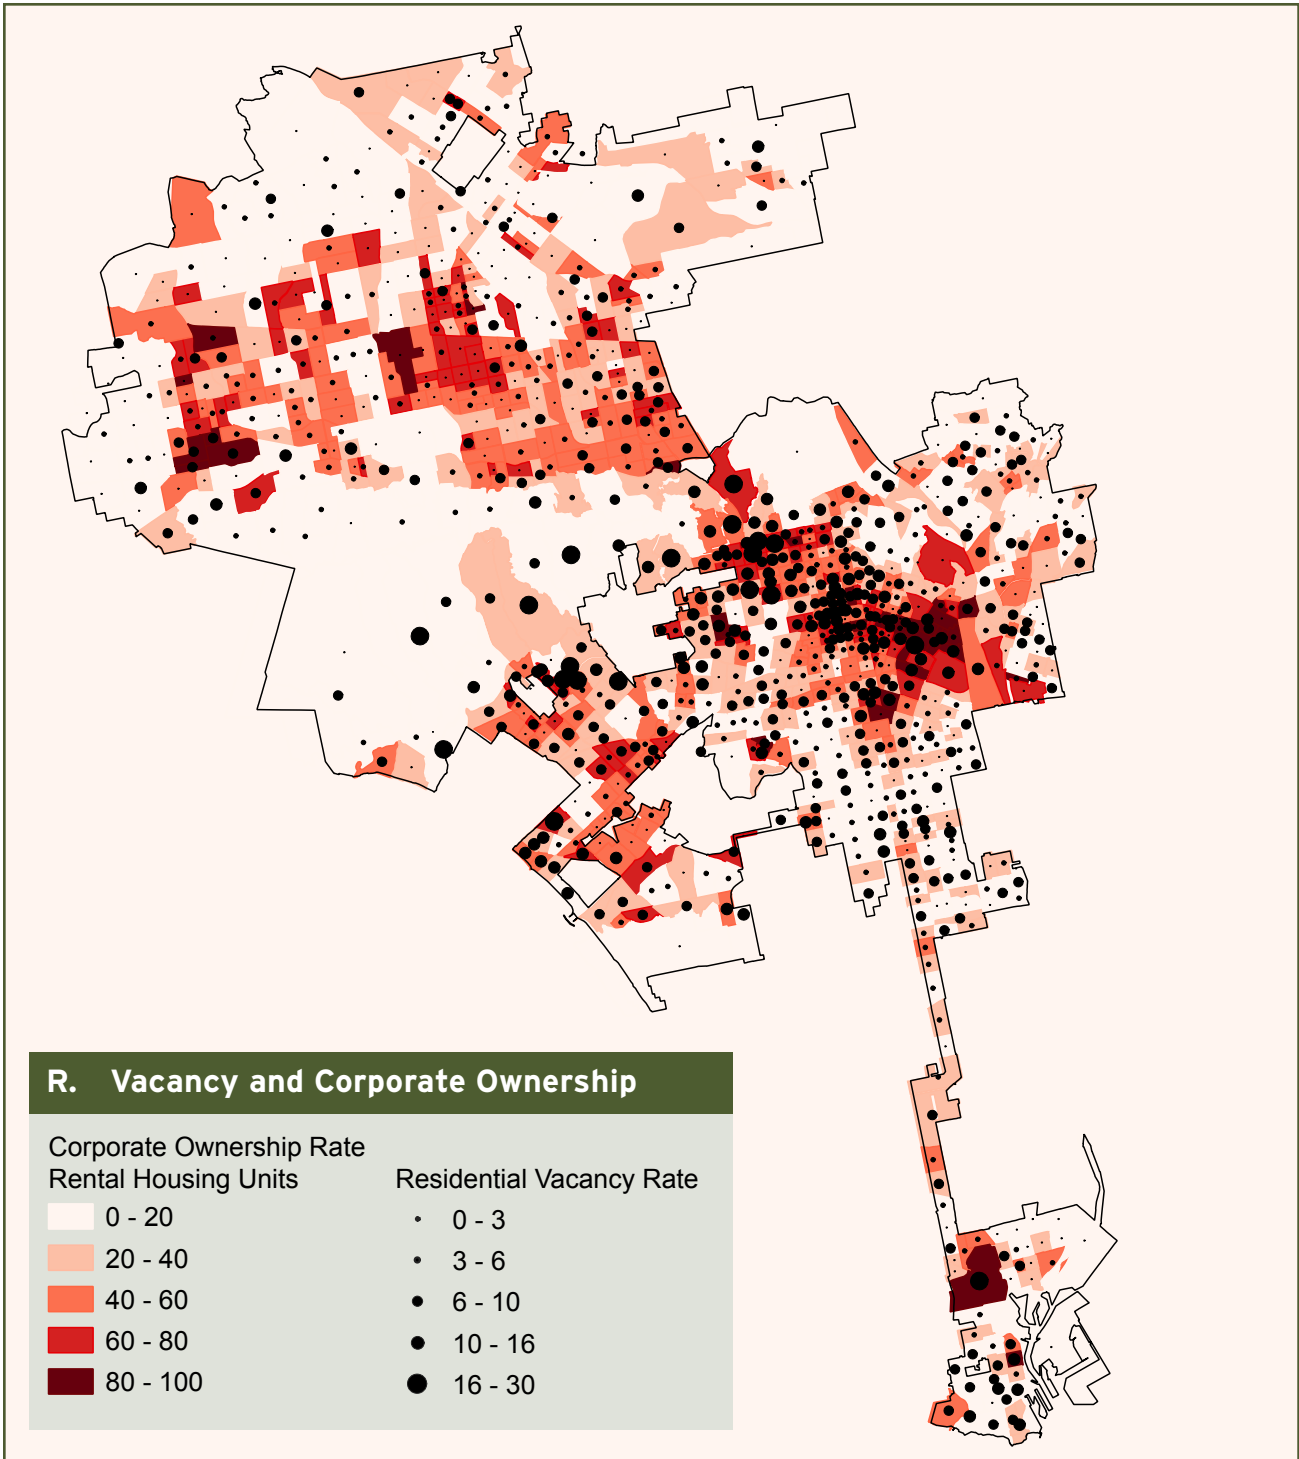 R. Vacancy and Corporate Ownership
Corporate Ownership Rate
Rental Housing Units
0 - 20
20 - 40
40 - 60
60 - 80
80 - 100
Residential Vacancy Rate
0 - 3
3 - 6
6 - 10
10 - 16
16 - 30